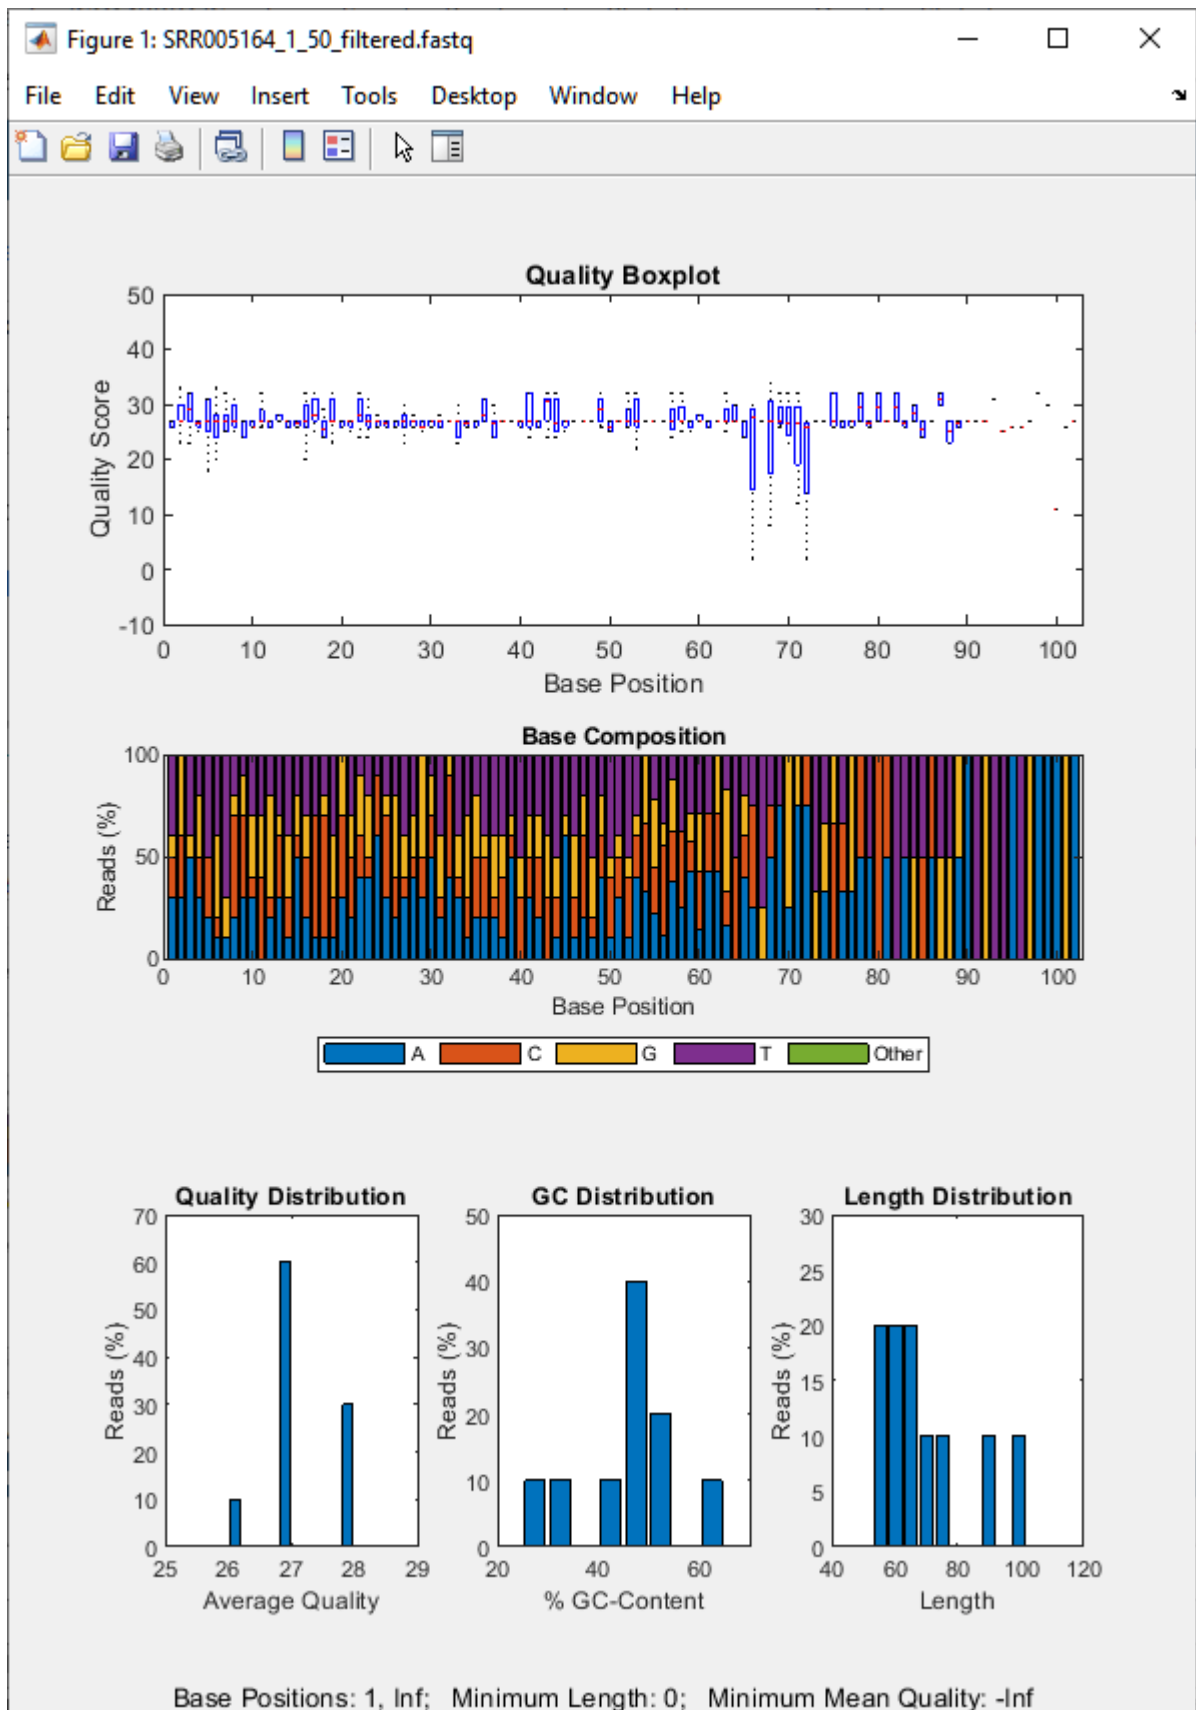 Figure 1: SRR005164_1_50_filtered.fastq
File Edit View Insert Tools Desktop Window Help
Quality Boxplot
50
40
30
20
10
0
-10
Quality Score
0 10 20 30 40 50 60 70 80 90 100
Base Position
Base Composition
100
50
0
Reads (%)
0 10 20 30 40 50 60 70 80 90 100
Base Position
A C G T Other
Quality Distribution
70
60
50
40
30
20
10
0
Reads (%)
25 26 27 28 29
Average Quality
GC Distribution
50
40
30
20
10
0
Reads (%)
20 40 60
% GC-Content
Length Distribution
30
25
20
15
10
5
0
Reads (%)
40 60 80 100 120
Length
Base Positions: 1, Inf; Minimum Length: 0; Minimum Mean Quality: -Inf